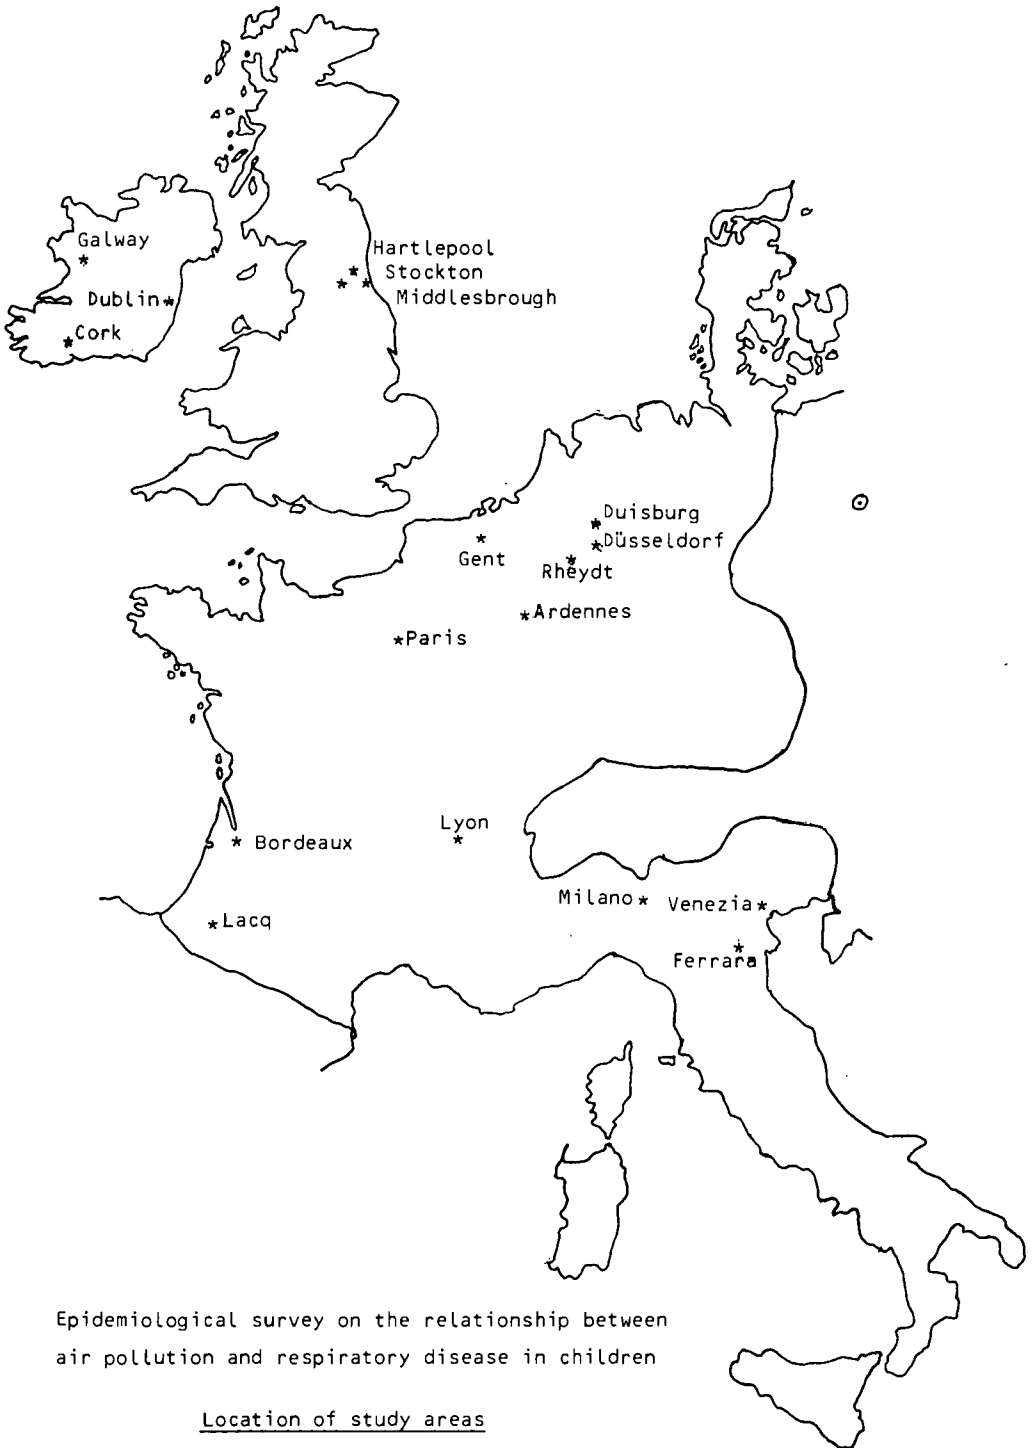 Hartlepool
Galway
Stockton
Dublin
Middlesbrough
Cork
Duisburg
Düsseldorf
Gent
Rheydt
Ardennes
Paris
Lyon
Bordeaux
Milano
Venezia
Lacq
Ferrara
Epidemiological survey on the relationship between
air pollution and respiratory disease in children
Location of study areas